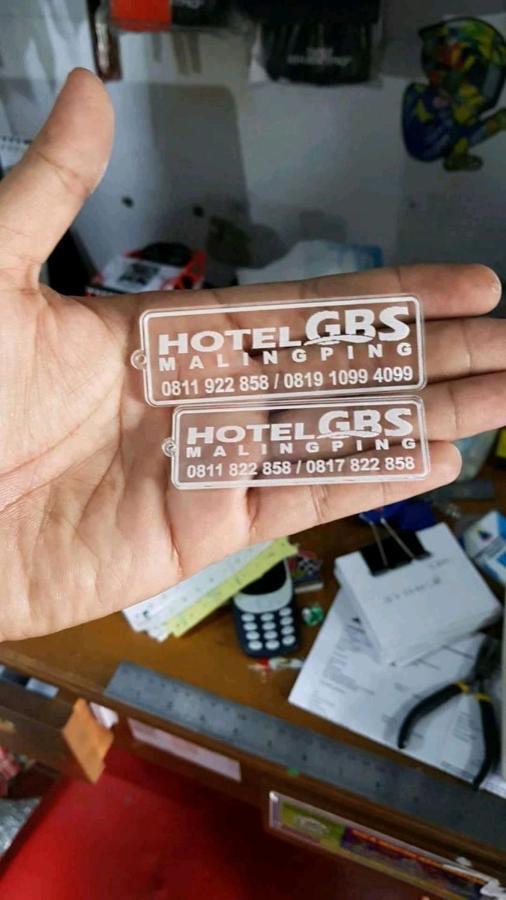 HOTEL GBS
MALINGPING
0811 922 858 / 0819 1099 4099
HOTEL GBS
MALINGPING
0811 822 858 / 0817 822 858